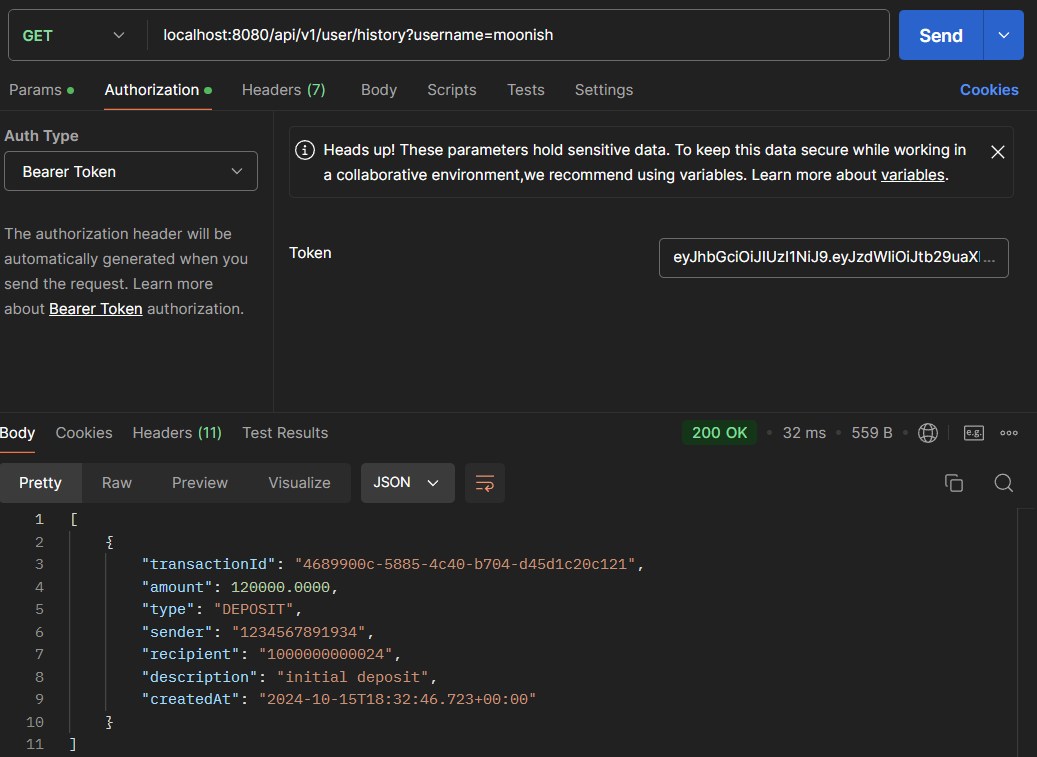 GET localhost:8080/api/v1/user/history?username=moonish Send
Params Authorization Headers (7) Body Scripts Tests Settings Cookies
Auth Type
Bearer Token
The authorization header will be
automatically generated when you
send the request. Learn more
about Bearer Token authorization.
Heads up! These parameters hold sensitive data. To keep this data secure while working in
a collaborative environment,we recommend using variables. Learn more about variables.
Token eyJhbGciOiJIUzI1NiJ9.eyJzdWIiOiJtb29uaX...
Body Cookies Headers (11) Test Results 200 OK 32 ms 559 B e.g.
Pretty Raw Preview Visualize JSON
1 [
2 {
3 "transactionId": "4689900c-5885-4c40-b704-d45d1c20c121",
4 "amount": 120000.0000,
5 "type": "DEPOSIT",
6 "sender": "1234567891934",
7 "recipient": "1000000000024",
8 "description": "initial deposit",
9 "createdAt": "2024-10-15T18:32:46.723+00:00"
10 }
11 ]